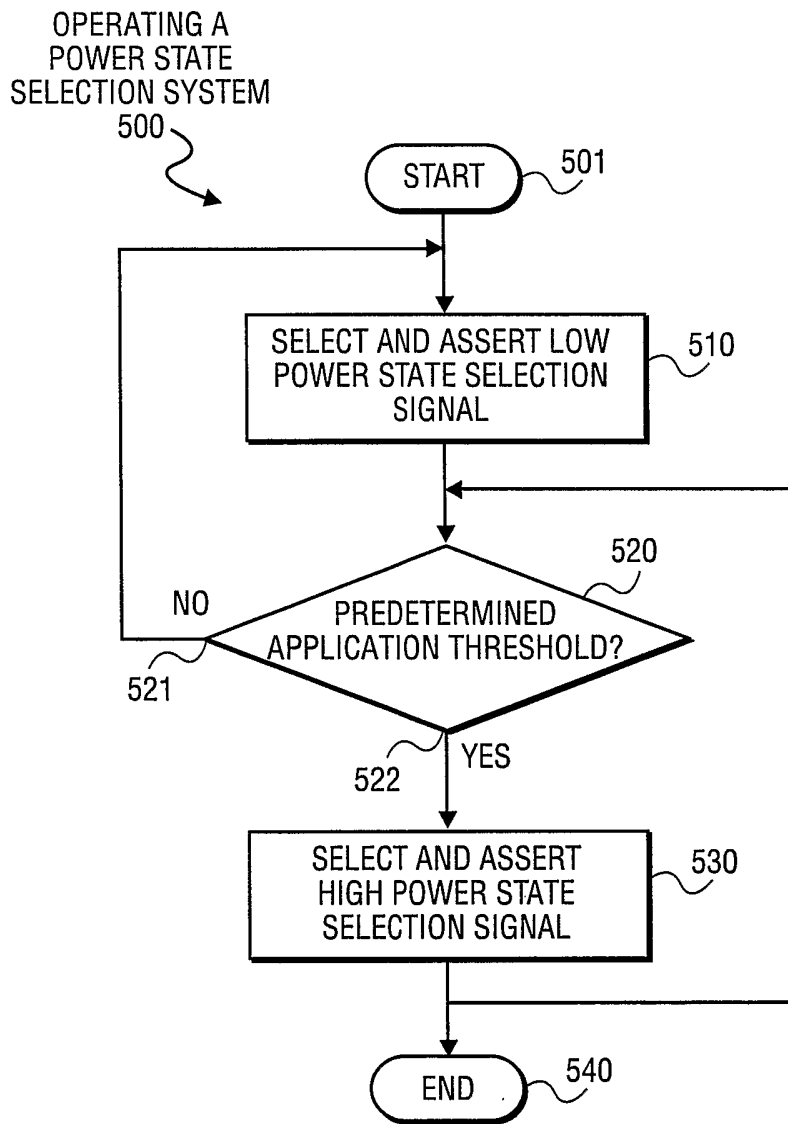 OPERATING A
POWER STATE
SELECTION SYSTEM
500
START
501
SELECT AND ASSERT LOW
POWER STATE SELECTION
SIGNAL
510
520
PREDETERMINED
APPLICATION THRESHOLD?
NO
521
522
YES
SELECT AND ASSERT
HIGH POWER STATE
SELECTION SIGNAL
530
END
540